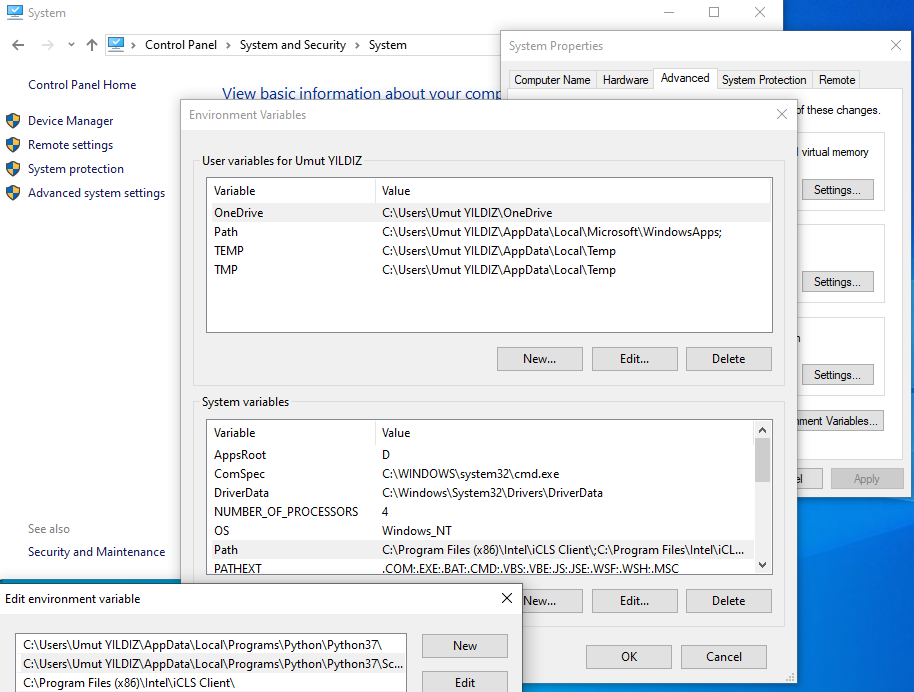 System
Control Panel > System and Security > System
System Properties
Control Panel Home
Computer Name Hardware Advanced System Protection Remote
View basic information about your comp
of these changes.
Environment Variables
Device Manager
Remote settings
virtual memory
User variables for Umut YILDIZ
System protection
Settings...
Advanced system settings
Variable Value
OneDrive C:\Users\Umut YILDIZ\OneDrive
Path C:\Users\Umut YILDIZ\AppData\Local\Microsoft\WindowsApps;
TEMP C:\Users\Umut YILDIZ\AppData\Local\Temp
TMP C:\Users\Umut YILDIZ\AppData\Local\Temp
Settings...
New... Edit... Delete
Settings...
System variables
nment Variables...
Variable Value
AppsRoot D
ComSpec C:\WINDOWS\system32\cmd.exe
el Apply
DriverData C:\Windows\System32\Drivers\DriverData
NUMBER_OF_PROCESSORS 4
OS Windows_NT
See also
Path C:\Program Files (x86)\Intel\iCLS Client\;C:\Program Files\Intel\iCL...
Security and Maintenance
PATHEXT .COM;.EXE;.BAT;.CMD;.VBS;.VBE;.JS;.JSE;.WSF;.WSH;.MSC
Edit environment variable
New... Edit... Delete
C:\Users\Umut YILDIZ\AppData\Local\Programs\Python\Python37\
New
OK Cancel
C:\Users\Umut YILDIZ\AppData\Local\Programs\Python\Python37\Sc...
C:\Program Files (x86)\Intel\iCLS Client\
Edit